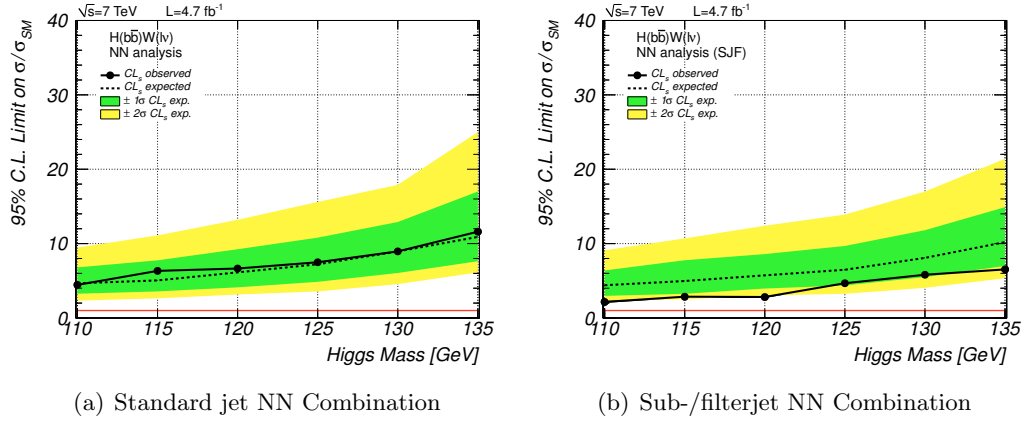 √s=7 TeV L=4.7 fb⁻¹
H(bb̅)W(lν)
NN analysis
CLₛ observed
CLₛ expected
± 1σ CLₛ exp.
± 2σ CLₛ exp.
95% C.L. Limit on σ/σ_SM
40
30
20
10
0
110 115 120 125 130 135
Higgs Mass [GeV]
(a) Standard jet NN Combination
√s=7 TeV L=4.7 fb⁻¹
H(bb̅)W(lν)
NN analysis (SJF)
CLₛ observed
CLₛ expected
± 1σ CLₛ exp.
± 2σ CLₛ exp.
95% C.L. Limit on σ/σ_SM
40
30
20
10
0
110 115 120 125 130 135
Higgs Mass [GeV]
(b) Sub-/filterjet NN Combination